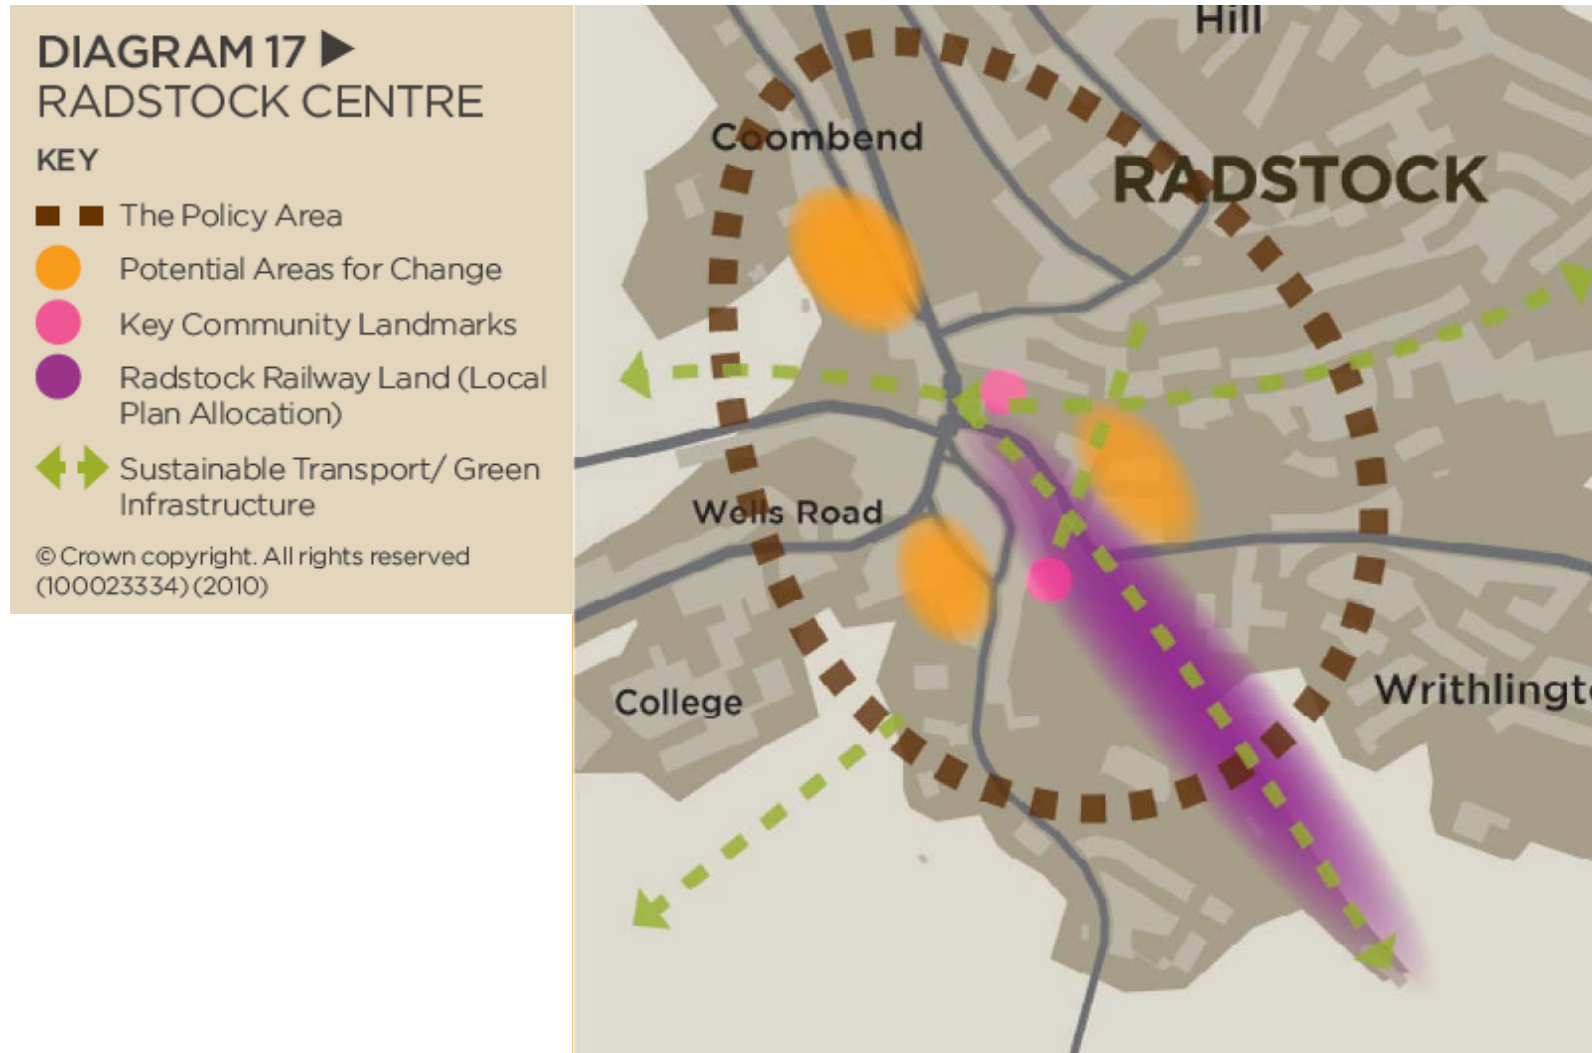 DIAGRAM 17 ▶
RADSTOCK CENTRE
KEY
The Policy Area
Potential Areas for Change
Key Community Landmarks
Radstock Railway Land (Local
Plan Allocation)
Sustainable Transport/ Green
Infrastructure
© Crown copyright. All rights reserved
(100023334) (2010)
Hill
Coombend
RADSTOCK
Wells Road
College
Writhlingt